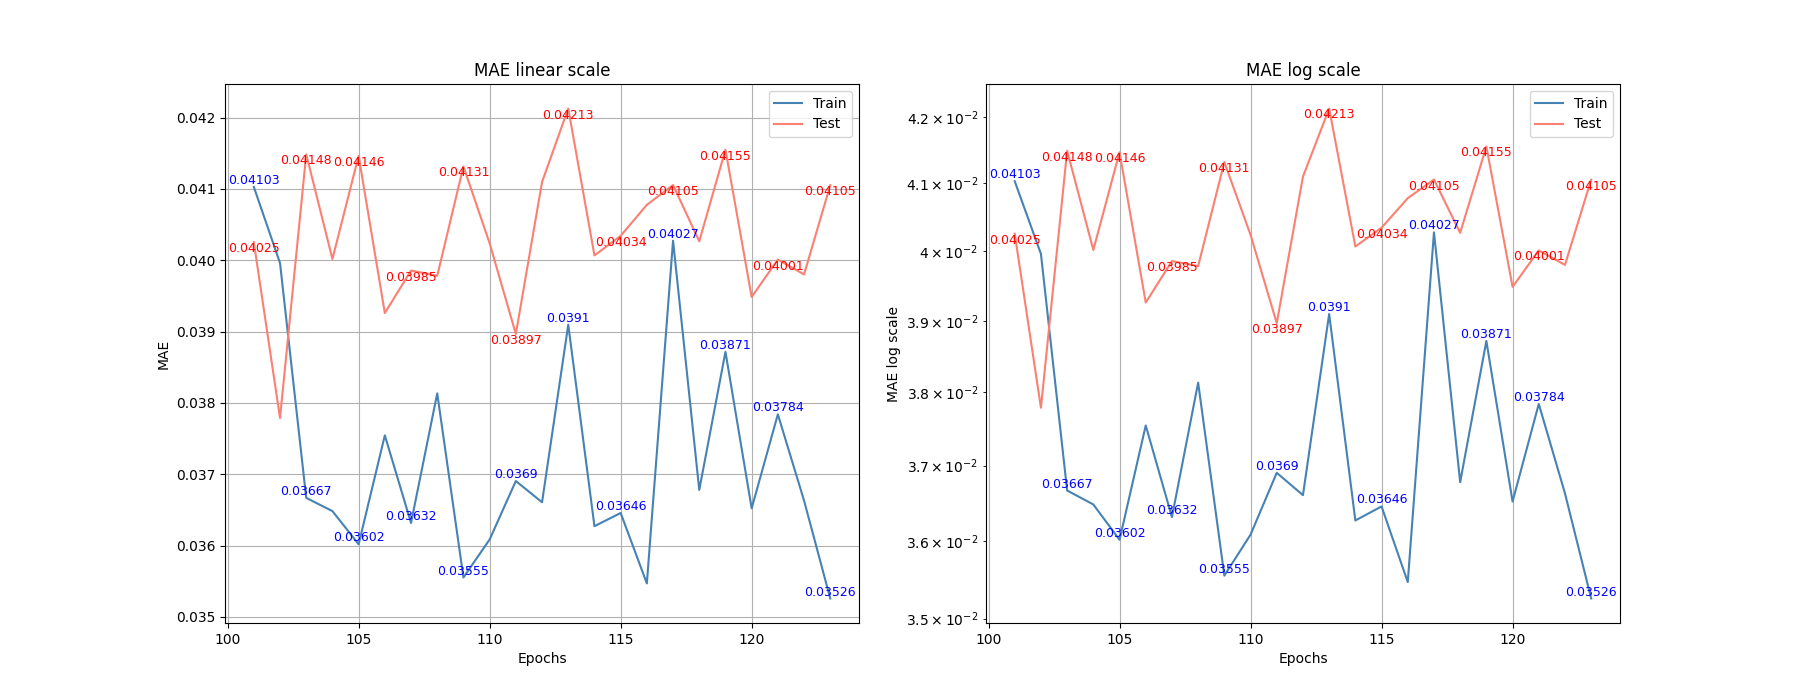 MAE linear scale
Train
Test
0.042
0.041
0.040
0.039
0.038
0.037
0.036
0.035
MAE
0.04103
0.04025
0.04148
0.03667
0.04146
0.03602
0.03985
0.03632
0.04131
0.03555
0.03897
0.0369
0.04213
0.0391
0.04034
0.03646
0.04105
0.04027
0.04155
0.03871
0.04001
0.03784
0.04105
0.03526
100 105 110 115 120
Epochs
MAE log scale
Train
Test
4.2 × 10⁻²
4.1 × 10⁻²
4 × 10⁻²
3.9 × 10⁻²
3.8 × 10⁻²
3.7 × 10⁻²
3.6 × 10⁻²
3.5 × 10⁻²
MAE log scale
0.04103
0.04025
0.04148
0.03667
0.04146
0.03602
0.03985
0.03632
0.04131
0.03555
0.03897
0.0369
0.04213
0.0391
0.04034
0.03646
0.04105
0.04027
0.04155
0.03871
0.04001
0.03784
0.04105
0.03526
100 105 110 115 120
Epochs